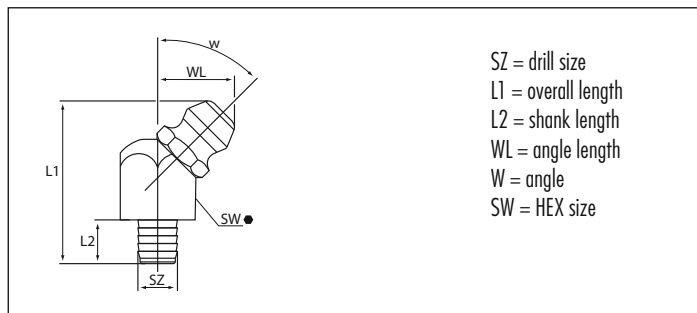 w
WL
L1
L2
SW
SZ
SZ = drill size
L1 = overall length
L2 = shank length
WL = angle length
W = angle
SW = HEX size